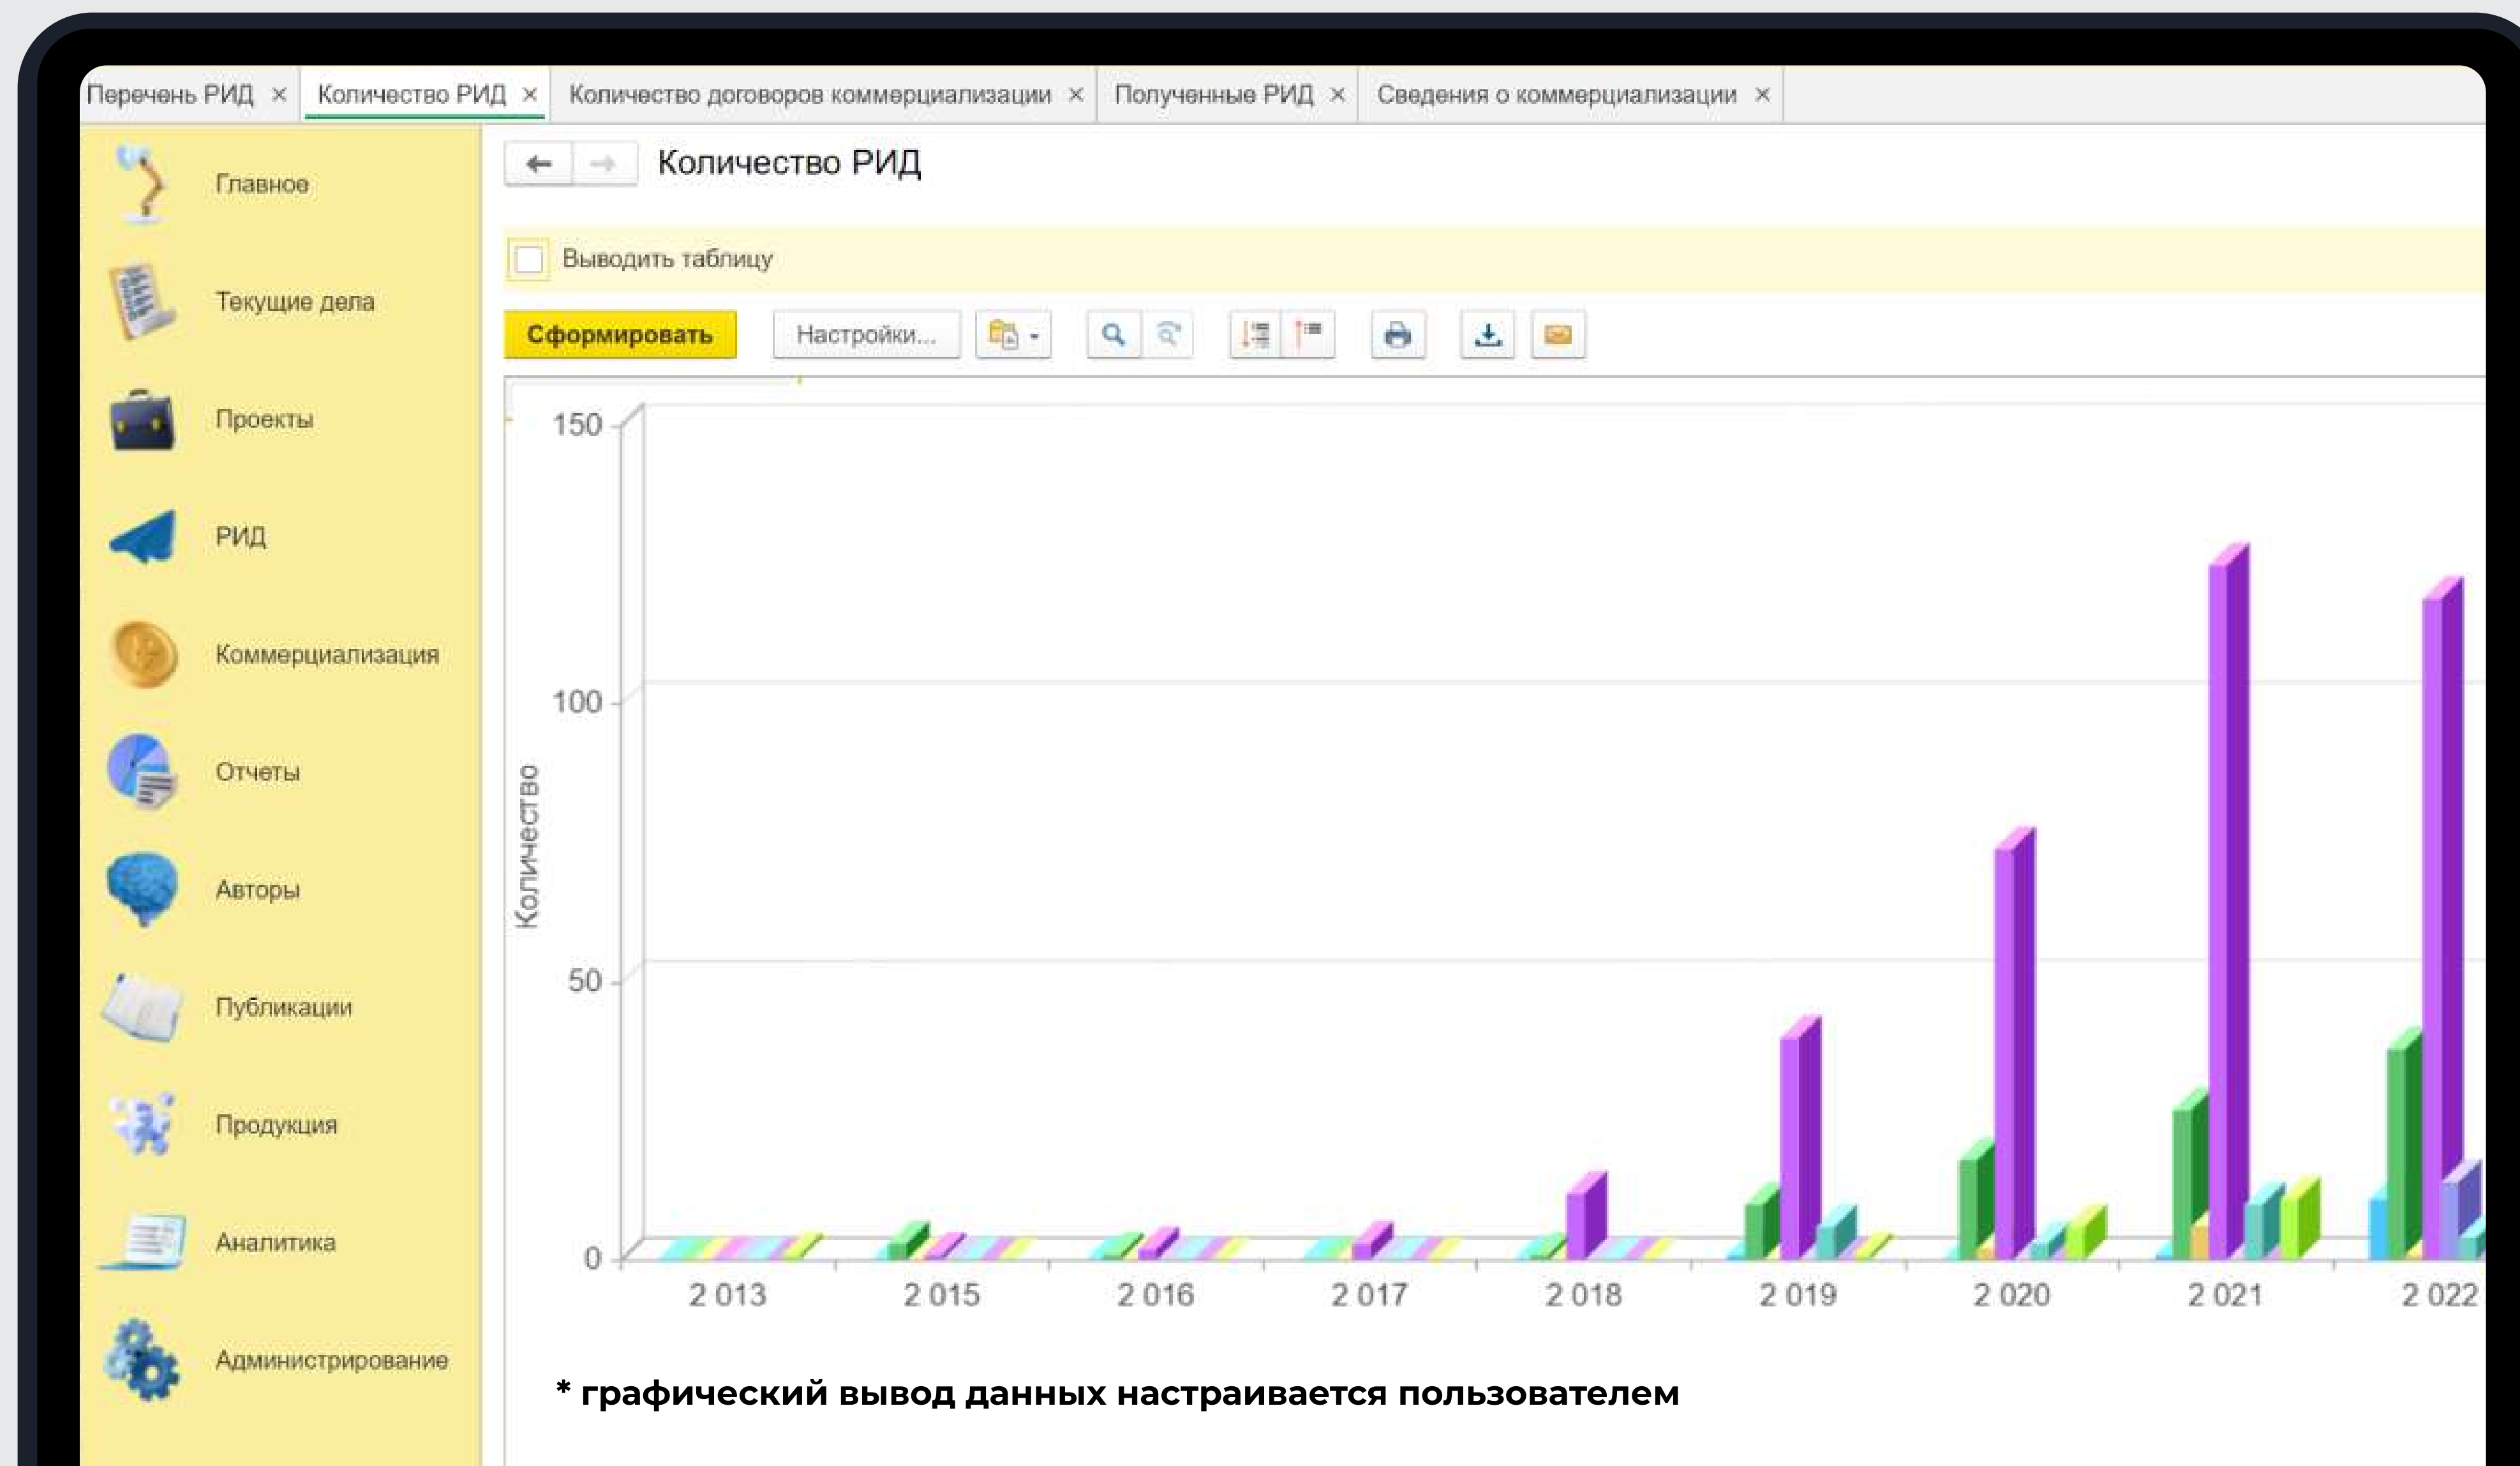 Перечень РИД × Количество РИД × Количество договоров коммерциализации × Полученные РИД × Сведения о коммерциализации ×
Главное
Текущие дела
Проекты
РИД
Коммерциализация
Отчеты
Авторы
Публикации
Продукция
Аналитика
Администрирование
Количество РИД
Выводить таблицу
Сформировать Настройки...
150
100
50
0
Количество
2 013 2 015 2 016 2 017 2 018 2 019 2 020 2 021 2 022
* графический вывод данных настраивается пользователем